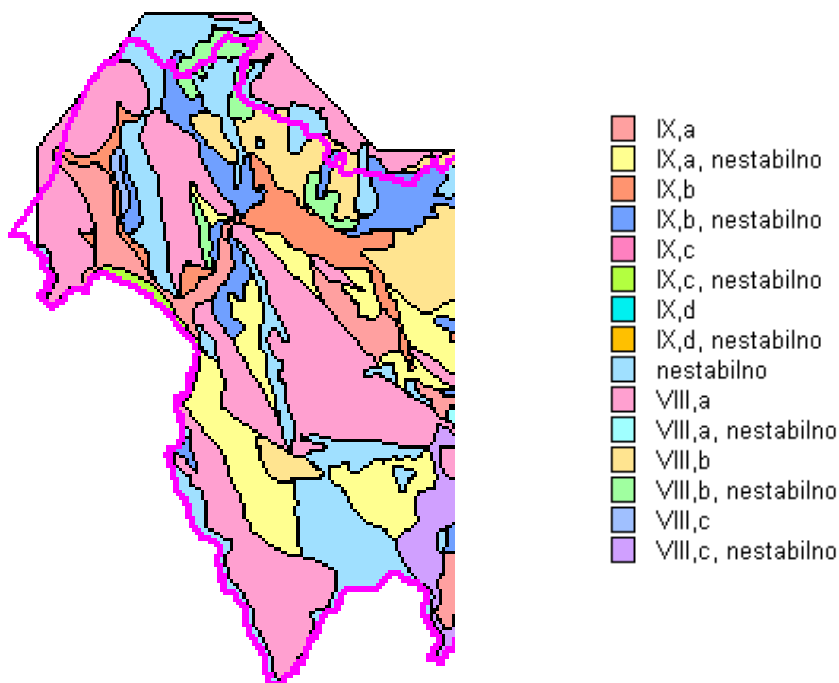 IX,a
IX,a, nestabilno
IX,b
IX,b, nestabilno
IX,c
IX,c, nestabilno
IX,d
IX,d, nestabilno
nestabilno
VIII,a
VIII,a, nestabilno
VIII,b
VIII,b, nestabilno
VIII,c
VIII,c, nestabilno